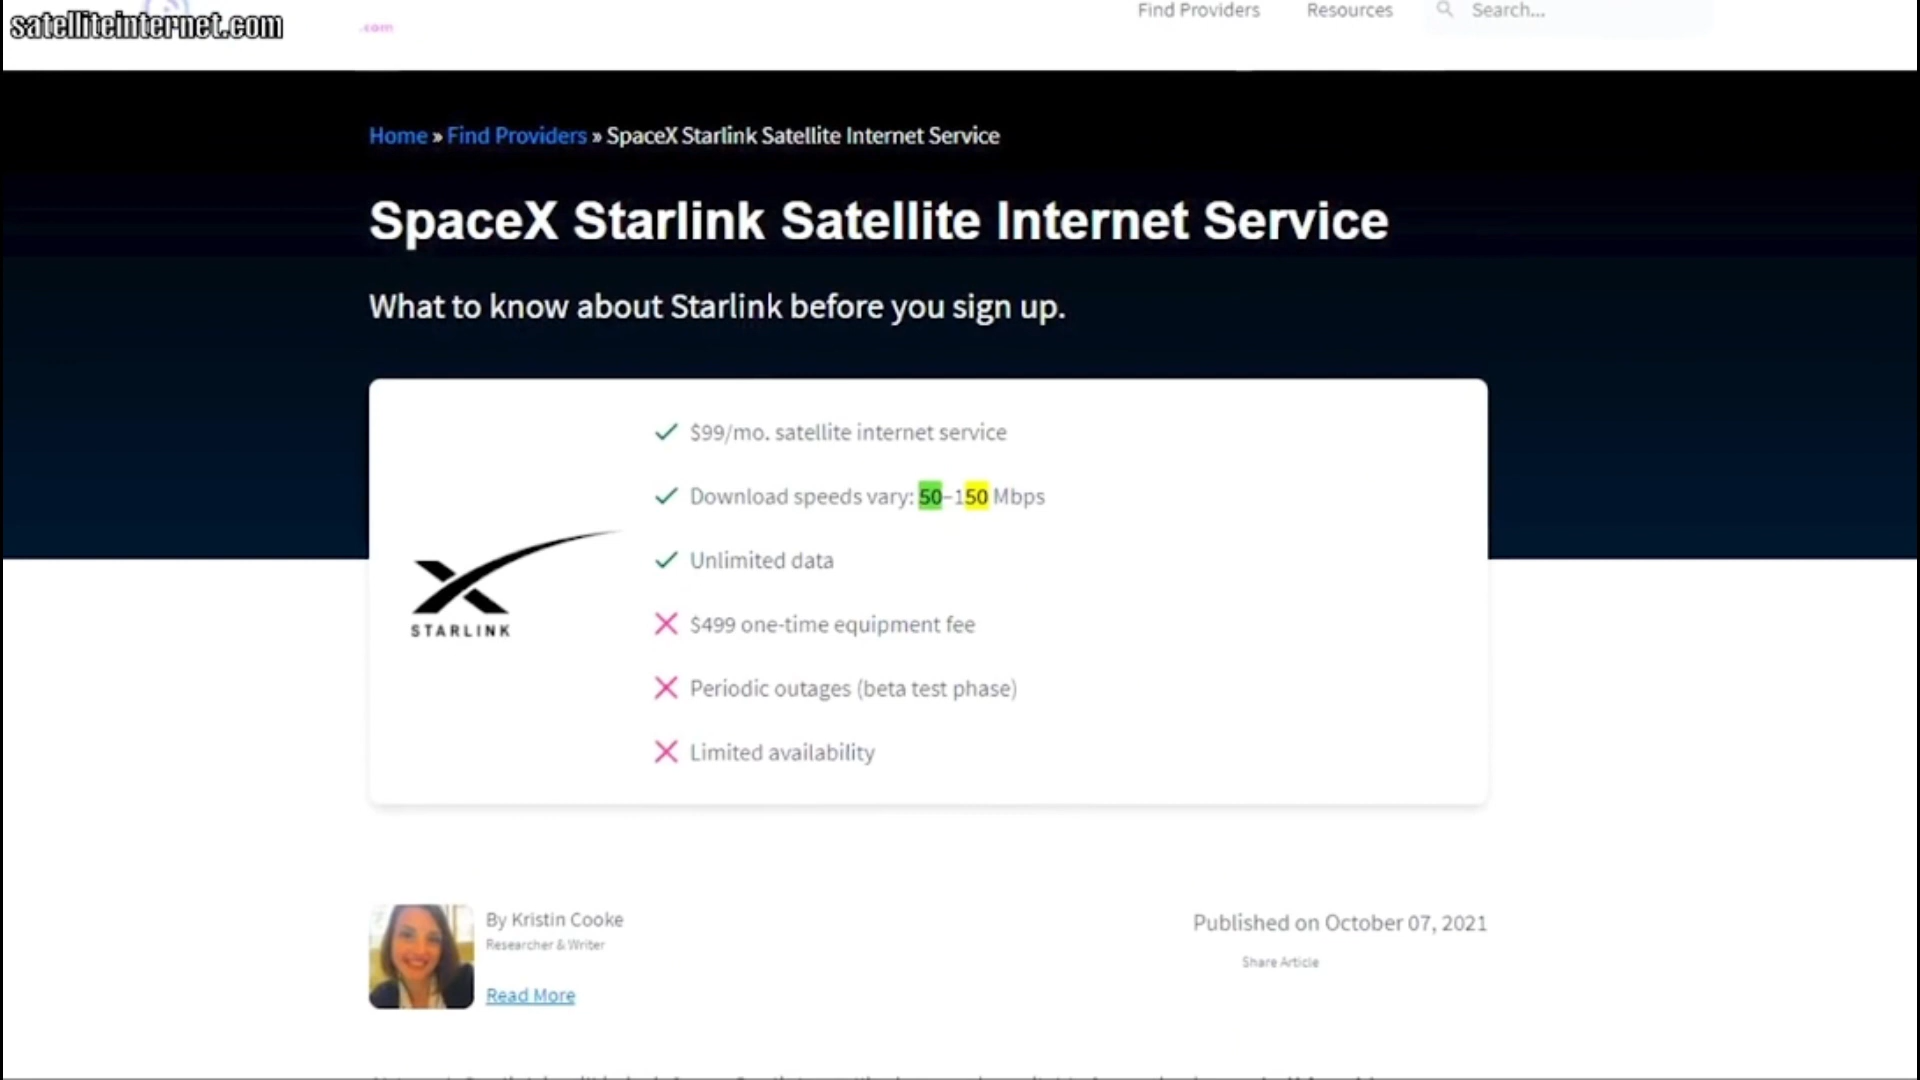 satelliteinternet.com
.com
Find Providers
Resources
Search...
Home » Find Providers » SpaceX Starlink Satellite Internet Service
SpaceX Starlink Satellite Internet Service
What to know about Starlink before you sign up.
$99/mo. satellite internet service
Download speeds vary: 50–150 Mbps
Unlimited data
$499 one-time equipment fee
Periodic outages (beta test phase)
Limited availability
STARLINK
By Kristin Cooke
Researcher & Writer
Read More
Published on October 07, 2021
Share Article